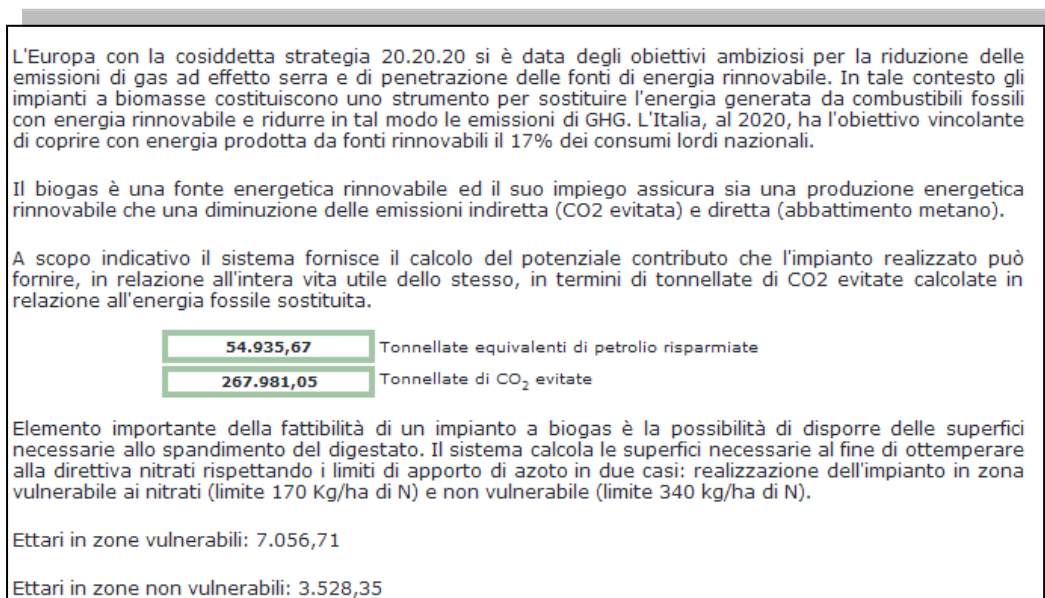 L'Europa con la cosiddetta strategia 20.20.20 si è data degli obiettivi ambiziosi per la riduzione delle
emissioni di gas ad effetto serra e di penetrazione delle fonti di energia rinnovabile. In tale contesto gli
impianti a biomasse costituiscono uno strumento per sostituire l'energia generata da combustibili fossili
con energia rinnovabile e ridurre in tal modo le emissioni di GHG. L'Italia, al 2020, ha l'obiettivo vincolante
di coprire con energia prodotta da fonti rinnovabili il 17% dei consumi lordi nazionali.
Il biogas è una fonte energetica rinnovabile ed il suo impiego assicura sia una produzione energetica
rinnovabile che una diminuzione delle emissioni indiretta (CO2 evitata) e diretta (abbattimento metano).
A scopo indicativo il sistema fornisce il calcolo del potenziale contributo che l'impianto realizzato può
fornire, in relazione all'intera vita utile dello stesso, in termini di tonnellate di CO2 evitate calcolate in
relazione all'energia fossile sostituita.
54.935,67 Tonnellate equivalenti di petrolio risparmiate
267.981,05 Tonnellate di CO₂ evitate
Elemento importante della fattibilità di un impianto a biogas è la possibilità di disporre delle superfici
necessarie allo spandimento del digestato. Il sistema calcola le superfici necessarie al fine di ottemperare
alla direttiva nitrati rispettando i limiti di apporto di azoto in due casi: realizzazione dell'impianto in zona
vulnerabile ai nitrati (limite 170 Kg/ha di N) e non vulnerabile (limite 340 kg/ha di N).
Ettari in zone vulnerabili: 7.056,71
Ettari in zone non vulnerabili: 3.528,35